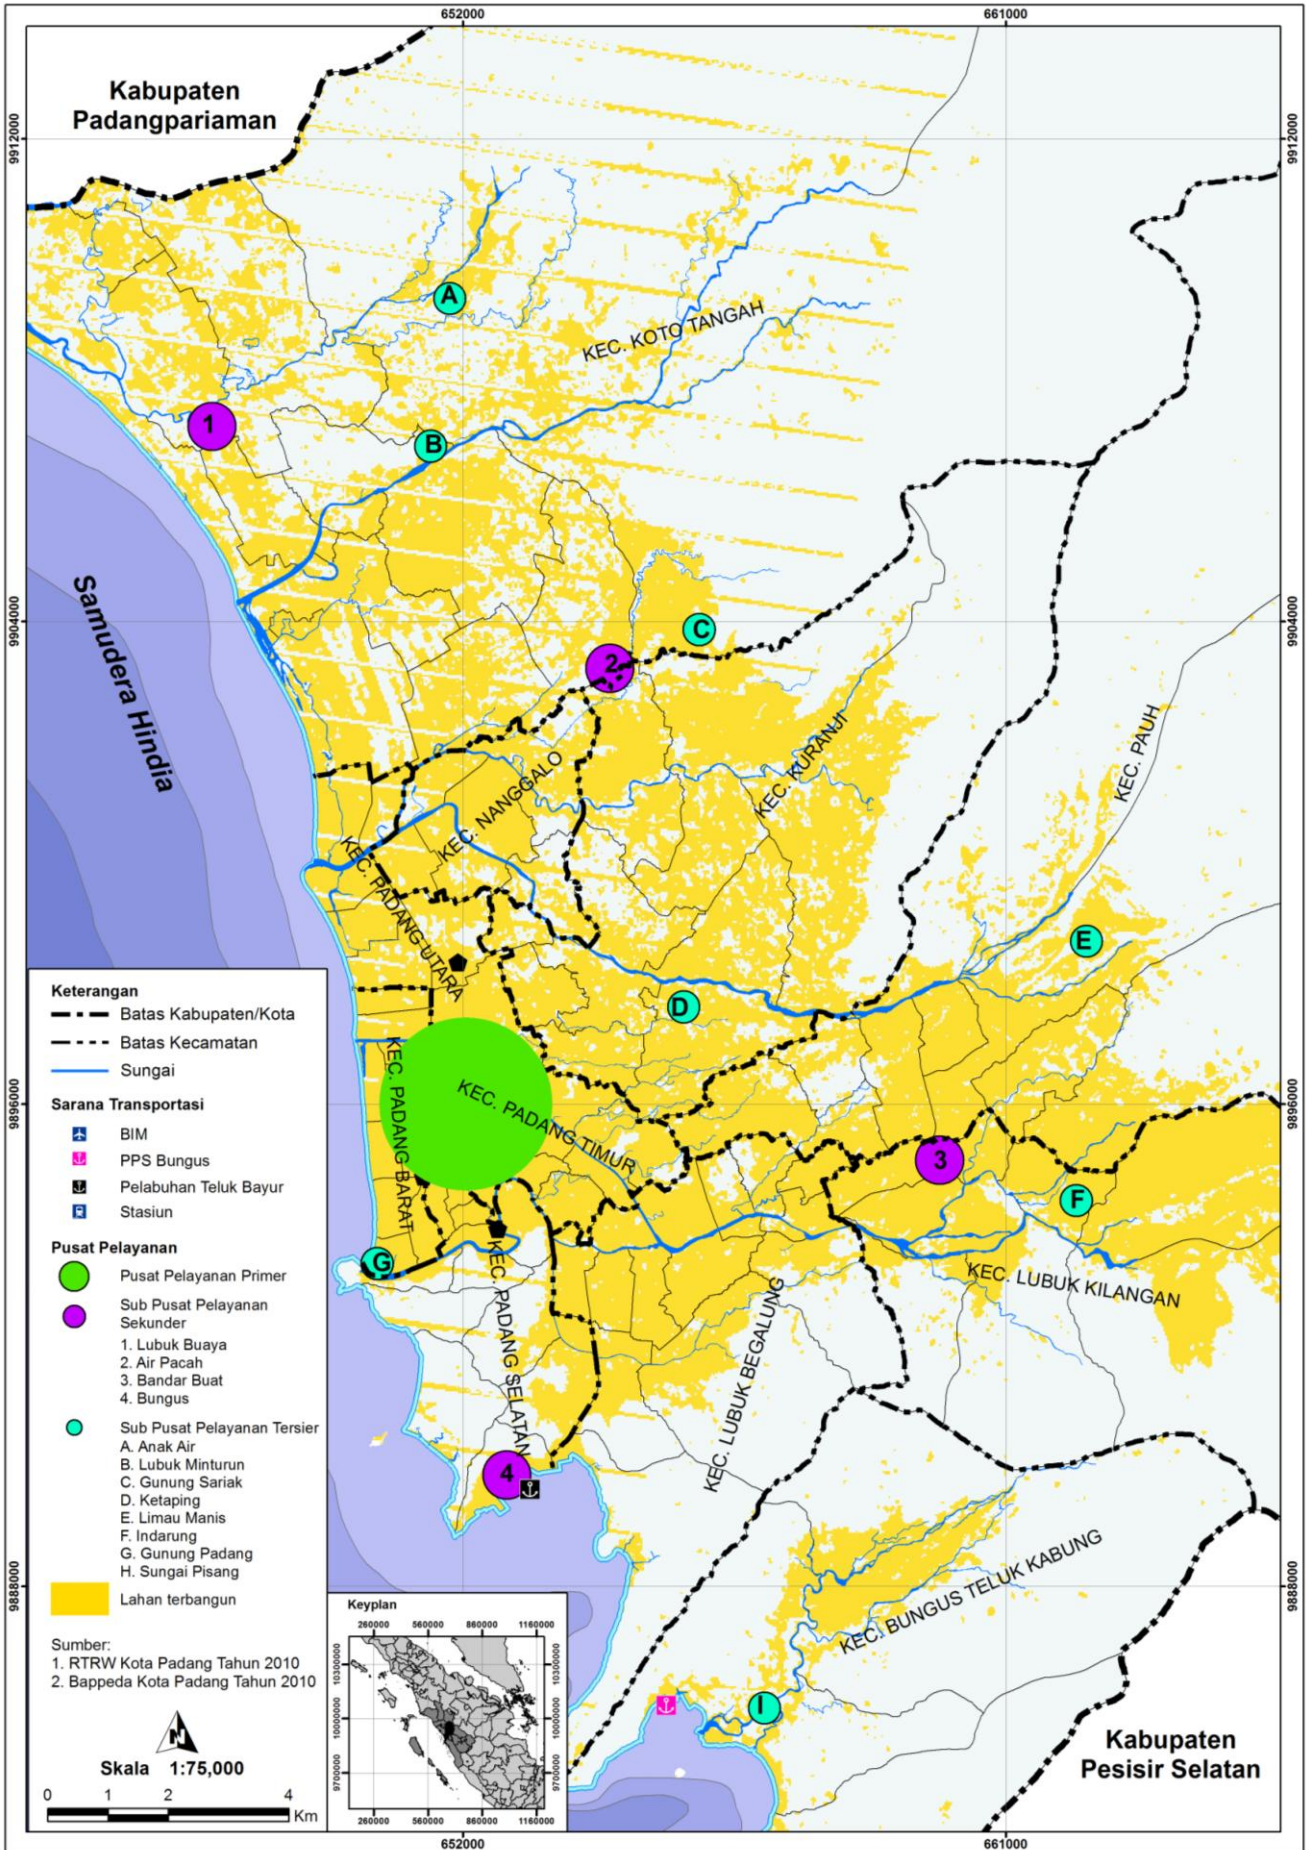 652000
661000
Kabupaten
Padangpariaman
9912000
9912000
A
KEC. KOTO TANGAH
1
B
Samudera Hindia
9904000
9904000
C
2
KEC. KURANJI
KEC. PAUH
KEC. NANGGALO
KEC. PADANG UTARA
E
D
KEC. PADANG BARAT
KEC. PADANG TIMUR
9896000
9896000
3
F
G
KEC. PADANG SELATAN
KEC. LUBUK KILANGAN
KEC. LUBUK BEGALUNG
4
KEC. BUNGUS TELUK KABUNG
9888000
9888000
I
Kabupaten
Pesisir Selatan
652000
661000
Keterangan
Batas Kabupaten/Kota
Batas Kecamatan
Sungai
Sarana Transportasi
BIM
PPS Bungus
Pelabuhan Teluk Bayur
Stasiun
Pusat Pelayanan
Pusat Pelayanan Primer
Sub Pusat Pelayanan
Sekunder
1. Lubuk Buaya
2. Air Pacah
3. Bandar Buat
4. Bungus
Sub Pusat Pelayanan Tersier
A. Anak Air
B. Lubuk Minturun
C. Gunung Sariak
D. Ketaping
E. Limau Manis
F. Indarung
G. Gunung Padang
H. Sungai Pisang
Lahan terbangun
Sumber:
1. RTRW Kota Padang Tahun 2010
2. Bappeda Kota Padang Tahun 2010
N
Skala 1:75,000
0 1 2 4
Km
Keyplan
260000 560000 860000 1160000
10300000 10300000
10000000 10000000
9700000 9700000
260000 560000 860000 1160000